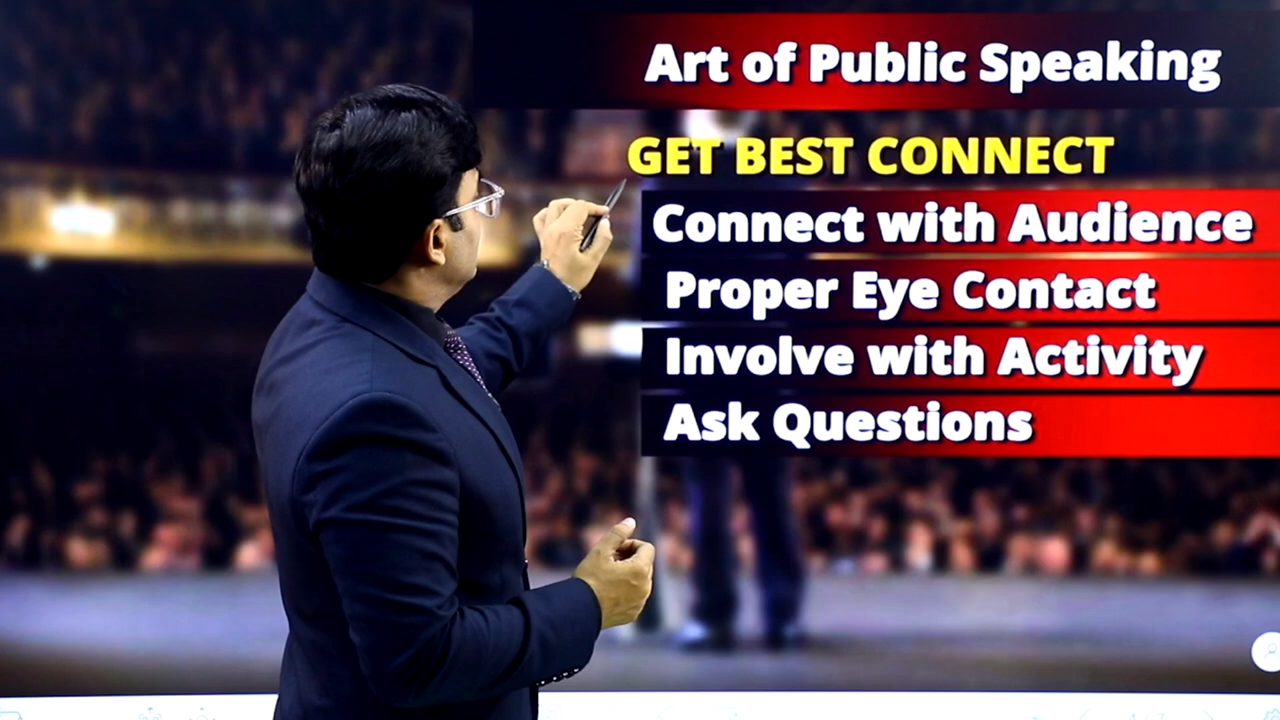 Art of Public Speaking
GET BEST CONNECT
Connect with Audience
Proper Eye Contact
Involve with Activity
Ask Questions